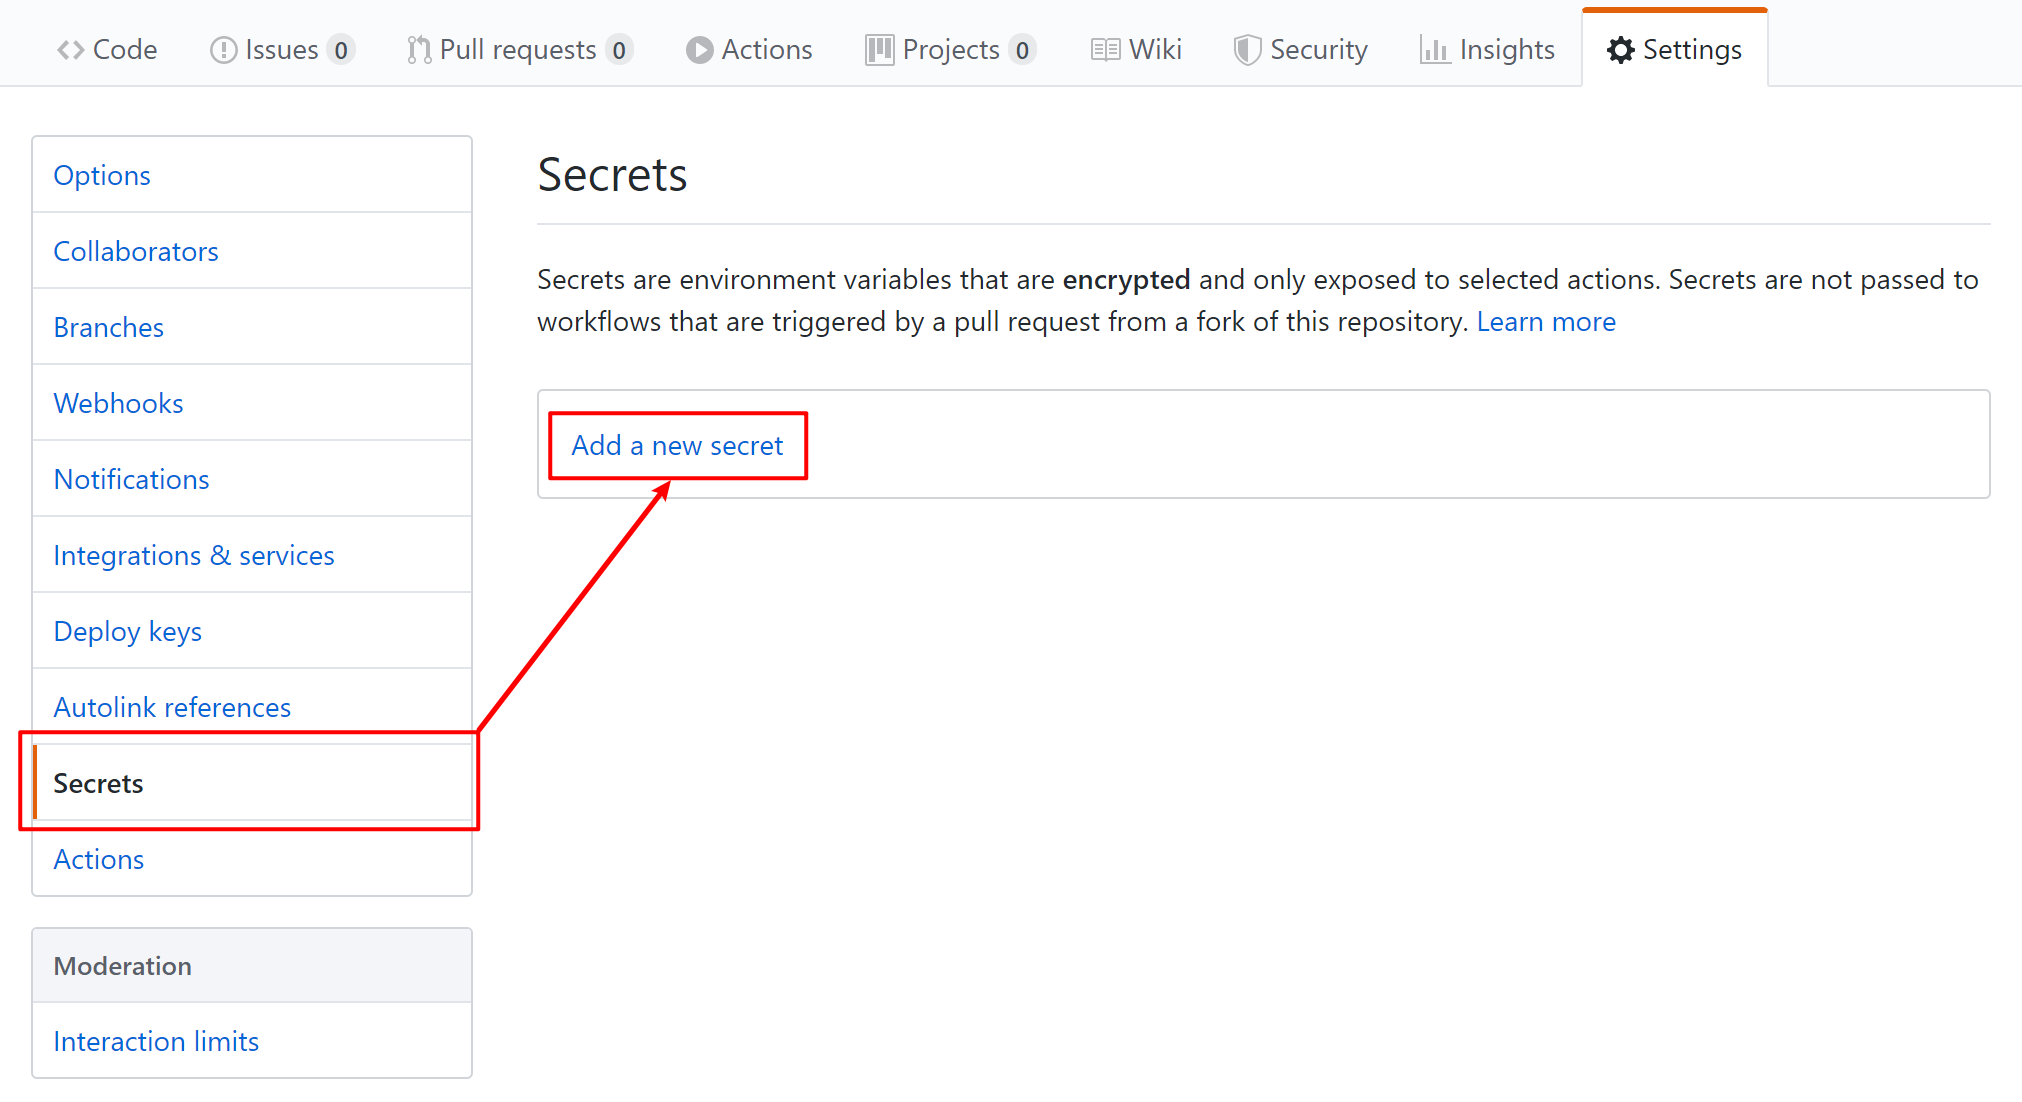 Code Issues 0 Pull requests 0 Actions Projects 0 Wiki Security Insights Settings
Options
Collaborators
Branches
Webhooks
Notifications
Integrations & services
Deploy keys
Autolink references
Secrets
Actions
Moderation
Interaction limits
Secrets
Secrets are environment variables that are encrypted and only exposed to selected actions. Secrets are not passed to
workflows that are triggered by a pull request from a fork of this repository. Learn more
Add a new secret